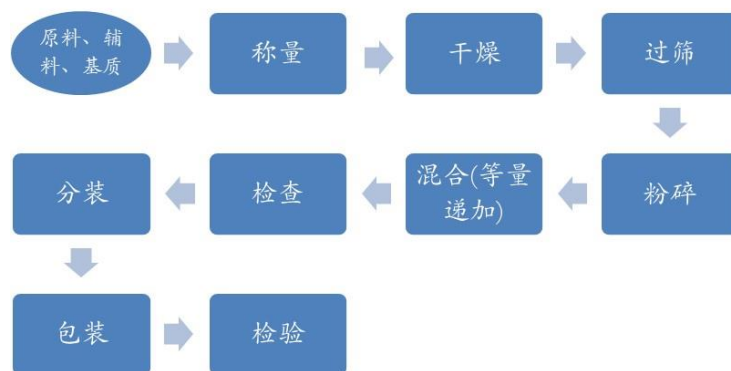 原料、辅
料、基质
称量
干燥
过筛
粉碎
混合(等量
递加)
检查
分装
包装
检验